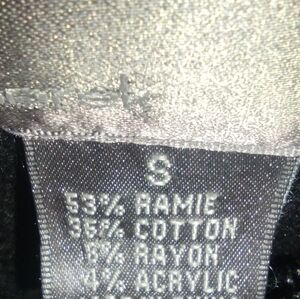 S
53% RAMIE
35% COTTON
8% RAYON
4% ACRYLIC